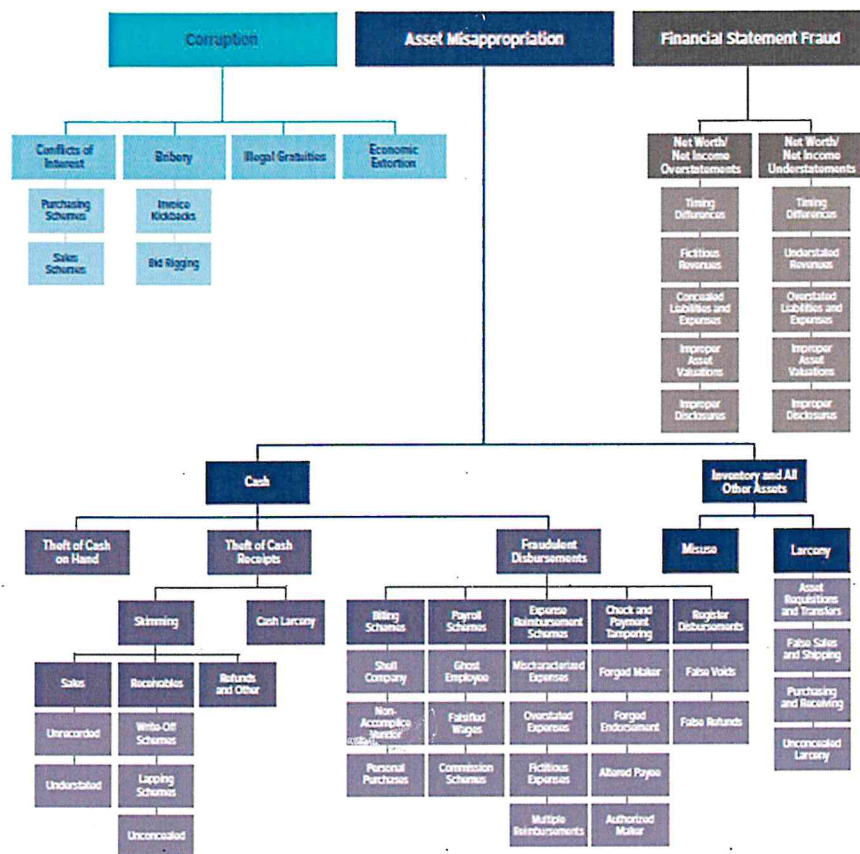 Corruption
Asset Misappropriation
Financial Statement Fraud
Conflicts of
Interest
Bribery
Illegal Gratuities
Economic
Extortion
Purchasing
Schemes
Invoice
Kickbacks
Sales
Schemes
Bid Rigging
Net Worth/
Net Income
Overstatements
Net Worth/
Net Income
Understatements
Timing
Differences
Timing
Differences
Fictitious
Revenues
Understated
Revenues
Concealed
Liabilities and
Expenses
Overstated
Liabilities and
Expenses
Improper
Asset
Valuations
Improper
Asset
Valuations
Improper
Disclosures
Improper
Disclosures
Cash
Inventory and All
Other Assets
Theft of Cash
on Hand
Theft of Cash
Receipts
Fraudulent
Disbursements
Misuse
Larceny
Skimming
Cash Larceny
Sales
Receivables
Refunds
and Other
Unrecorded
Write-Off
Schemes
Understated
Lapping
Schemes
Unconcealed
Billing
Schemes
Payroll
Schemes
Expense
Reimbursement
Schemes
Check and
Payment
Tampering
Register
Disbursements
Shell
Company
Ghost
Employee
Mischaracterized
Expenses
Forged Maker
False Voids
Non-
Accomplice
Vendor
Falsified
Wages
Overstated
Expenses
Forged
Endorsement
False Refunds
Personal
Purchases
Commission
Schemes
Fictitious
Expenses
Altered Payee
Multiple
Reimbursements
Authorized
Maker
Asset
Requisitions
and Transfers
False Sales
and Shipping
Purchasing
and Receiving
Unconcealed
Larceny